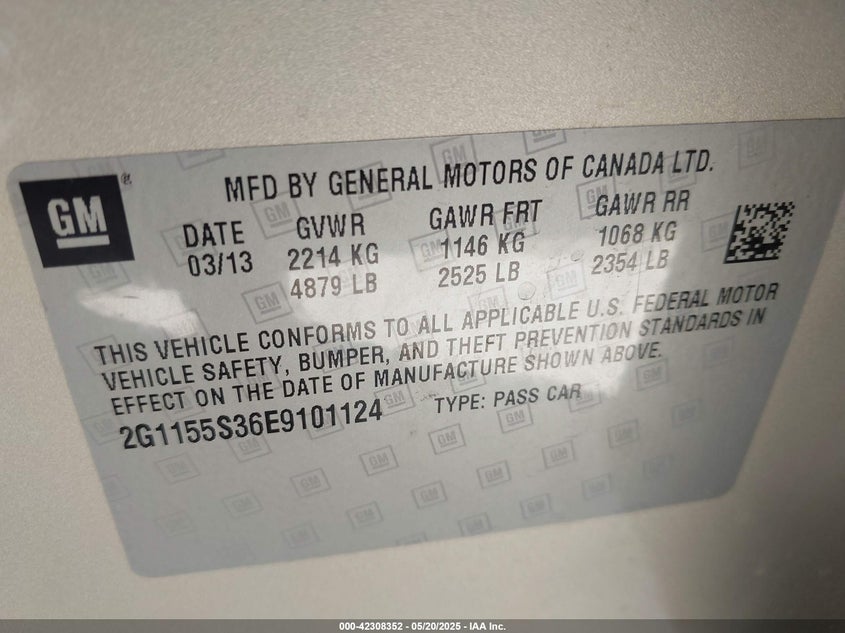 GM
MFD BY GENERAL MOTORS OF CANADA LTD.
DATE GVWR GAWR FRT GAWR RR
03/13 2214 KG 1146 KG 1068 KG
4879 LB 2525 LB 2354 LB
THIS VEHICLE CONFORMS TO ALL APPLICABLE U.S. FEDERAL MOTOR
VEHICLE SAFETY, BUMPER, AND THEFT PREVENTION STANDARDS IN
EFFECT ON THE DATE OF MANUFACTURE SHOWN ABOVE.
2G1155S36E9101124 TYPE: PASS CAR
000-42308352 - 05/20/2025 - IAA Inc.